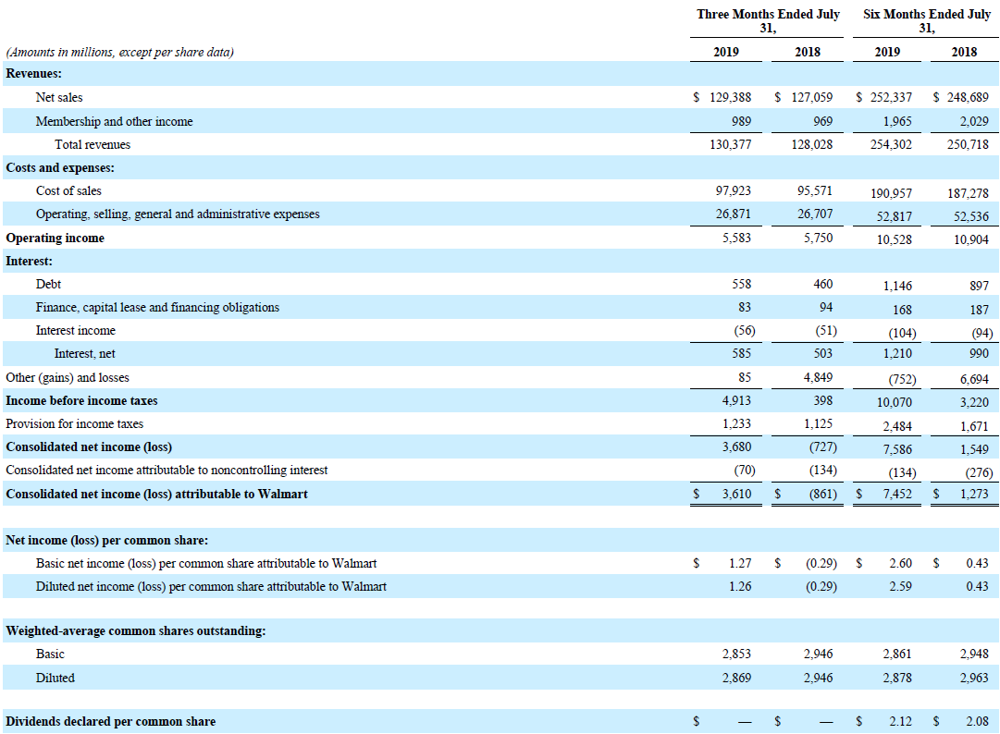 Three Months Ended July 31, Six Months Ended July 31,
(Amounts in millions, except per share data) 2019 2018 2019 2018
Revenues:
Net sales $ 129,388 $ 127,059 $ 252,337 $ 248,689
Membership and other income 989 969 1,965 2,029
Total revenues 130,377 128,028 254,302 250,718
Costs and expenses:
Cost of sales 97,923 95,571 190,957 187,278
Operating, selling, general and administrative expenses 26,871 26,707 52,817 52,536
Operating income 5,583 5,750 10,528 10,904
Interest:
Debt 558 460 1,146 897
Finance, capital lease and financing obligations 83 94 168 187
Interest income (56) (51) (104) (94)
Interest, net 585 503 1,210 990
Other (gains) and losses 85 4,849 (752) 6,694
Income before income taxes 4,913 398 10,070 3,220
Provision for income taxes 1,233 1,125 2,484 1,671
Consolidated net income (loss) 3,680 (727) 7,586 1,549
Consolidated net income attributable to noncontrolling interest (70) (134) (134) (276)
Consolidated net income (loss) attributable to Walmart $ 3,610 $ (861) $ 7,452 $ 1,273
Net income (loss) per common share:
Basic net income (loss) per common share attributable to Walmart $ 1.27 $ (0.29) $ 2.60 $ 0.43
Diluted net income (loss) per common share attributable to Walmart 1.26 (0.29) 2.59 0.43
Weighted-average common shares outstanding:
Basic 2,853 2,946 2,861 2,948
Diluted 2,869 2,946 2,878 2,963
Dividends declared per common share $ — $ — $ 2.12 $ 2.08